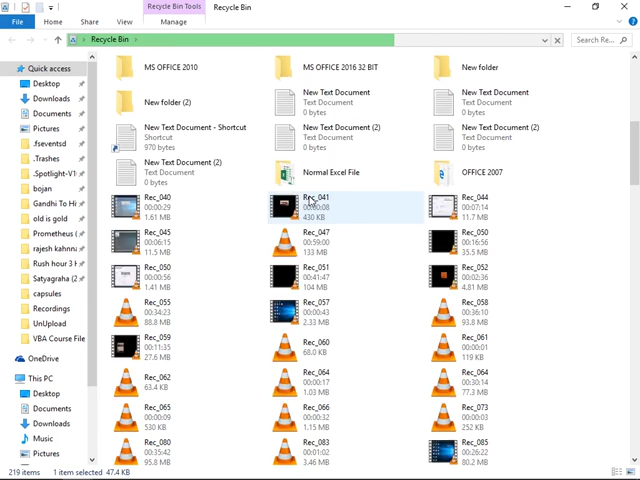 Recycle Bin Tools
Recycle Bin
File
Home
Share
View
Manage
Recycle Bin
Search Re...
Quick access
Desktop
Downloads
Documents
Pictures
.fseventsd
.Trashes
.Spotlight-V1
bojan
Gandhi To Hi
old is gold
Prometheus (
rajesh kahnna
Rush hour 3 H
Satyagraha (2
capsules
Recordings
UnUpload
VBA Course File
OneDrive
This PC
Desktop
Documents
Downloads
Music
Pictures
MS OFFICE 2010
MS OFFICE 2016 32 BIT
New folder
New folder (2)
New Text Document
Text Document
0 bytes
New Text Document
Text Document
0 bytes
New Text Document - Shortcut
Shortcut
970 bytes
New Text Document (2)
Text Document
0 bytes
New Text Document (2)
Text Document
0 bytes
New Text Document (2)
Text Document
0 bytes
Normal Excel File
OFFICE 2007
Rec_040
00:00:29
1.61 MB
Rec_041
00:00:08
430 KB
Rec_044
00:07:14
11.7 MB
Rec_045
00:06:15
11.5 MB
Rec_047
00:59:00
133 MB
Rec_050
00:16:56
35.5 MB
Rec_050
00:00:56
1.41 MB
Rec_051
00:41:47
104 MB
Rec_052
00:02:36
4.81 MB
Rec_055
00:34:23
88.8 MB
Rec_057
00:00:43
2.33 MB
Rec_058
00:36:10
93.8 MB
Rec_059
00:11:35
27.6 MB
Rec_060
68.0 KB
Rec_061
00:00:01
119 KB
Rec_062
63.4 KB
Rec_064
00:00:17
1.03 MB
Rec_064
00:30:14
77.3 MB
Rec_065
00:00:09
530 KB
Rec_066
00:00:32
1.15 MB
Rec_073
00:00:03
252 KB
Rec_080
00:35:42
95.8 MB
Rec_083
00:01:02
3.46 MB
Rec_085
00:26:22
80.2 MB
219 items
1 item selected 47.4 KB